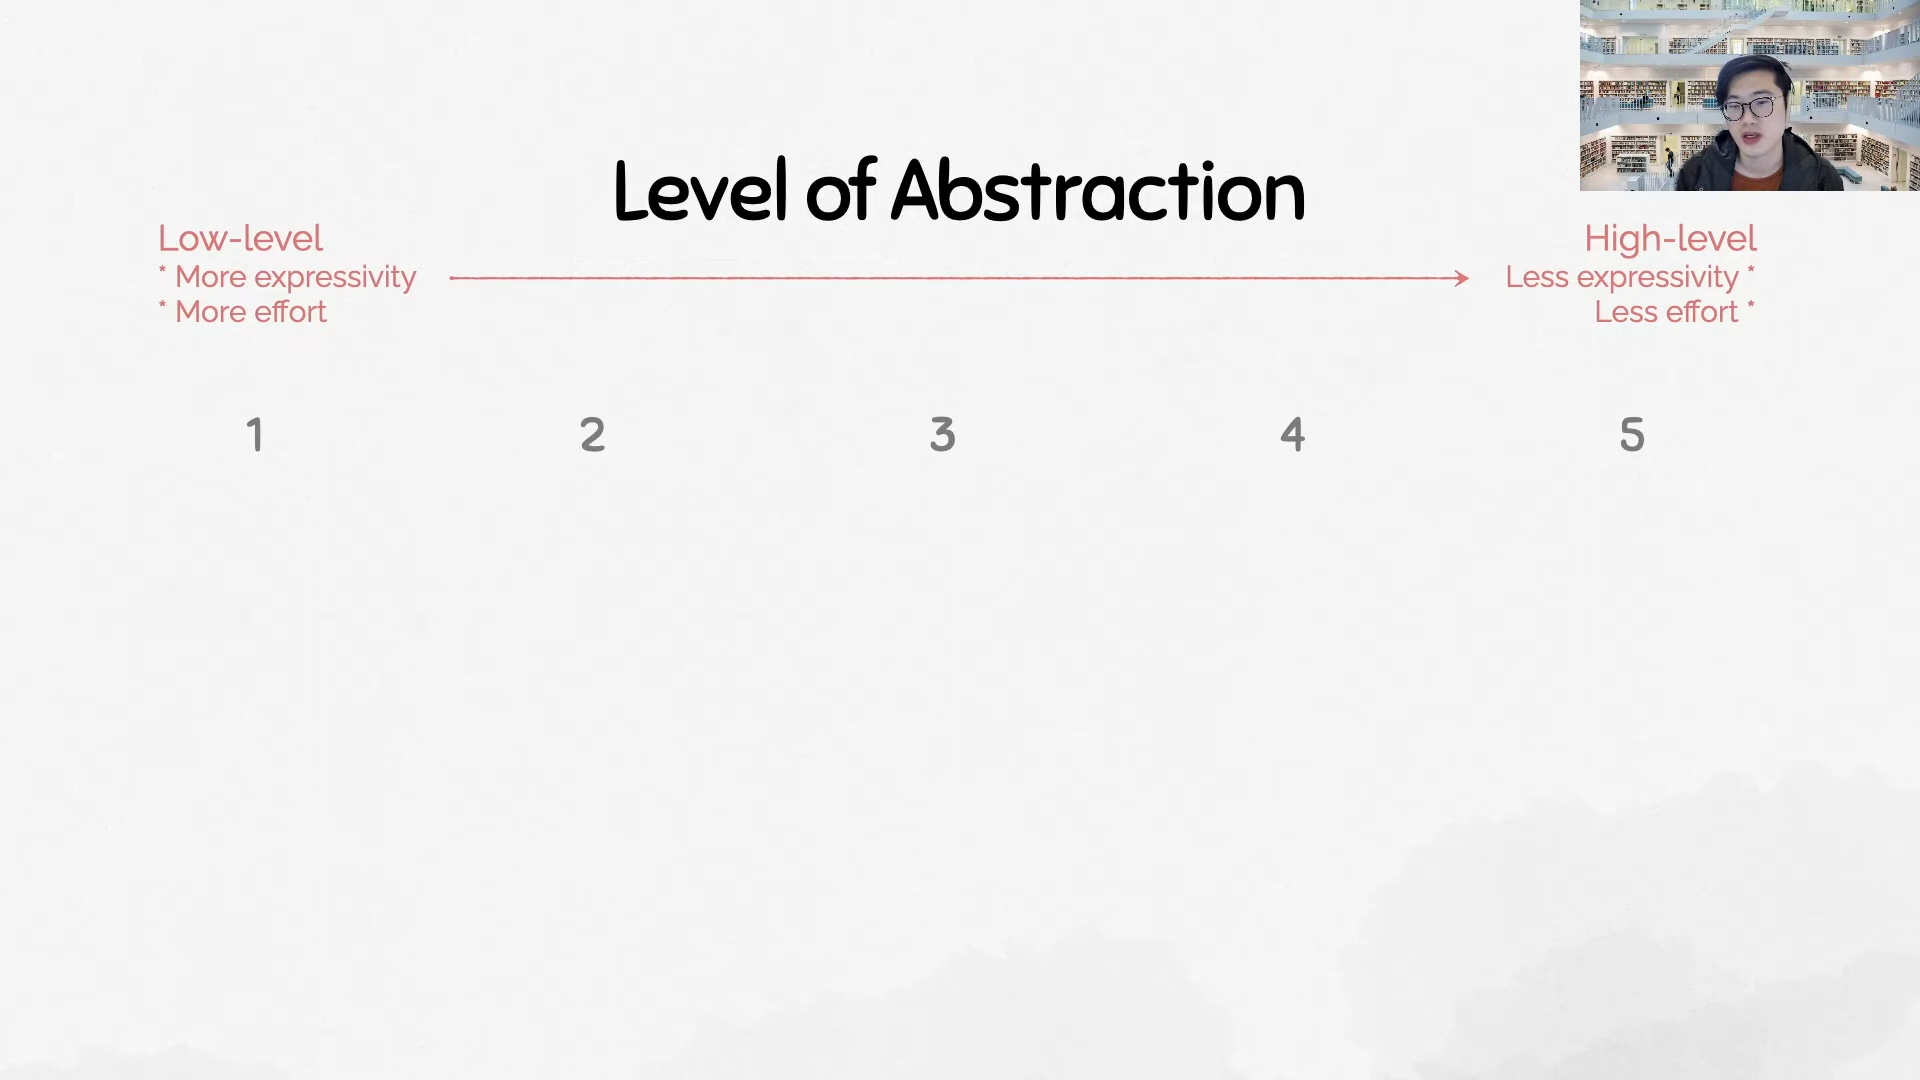 Level of Abstraction
Low-level
* More expressivity
* More effort
High-level
Less expressivity *
Less effort *
1 2 3 4 5